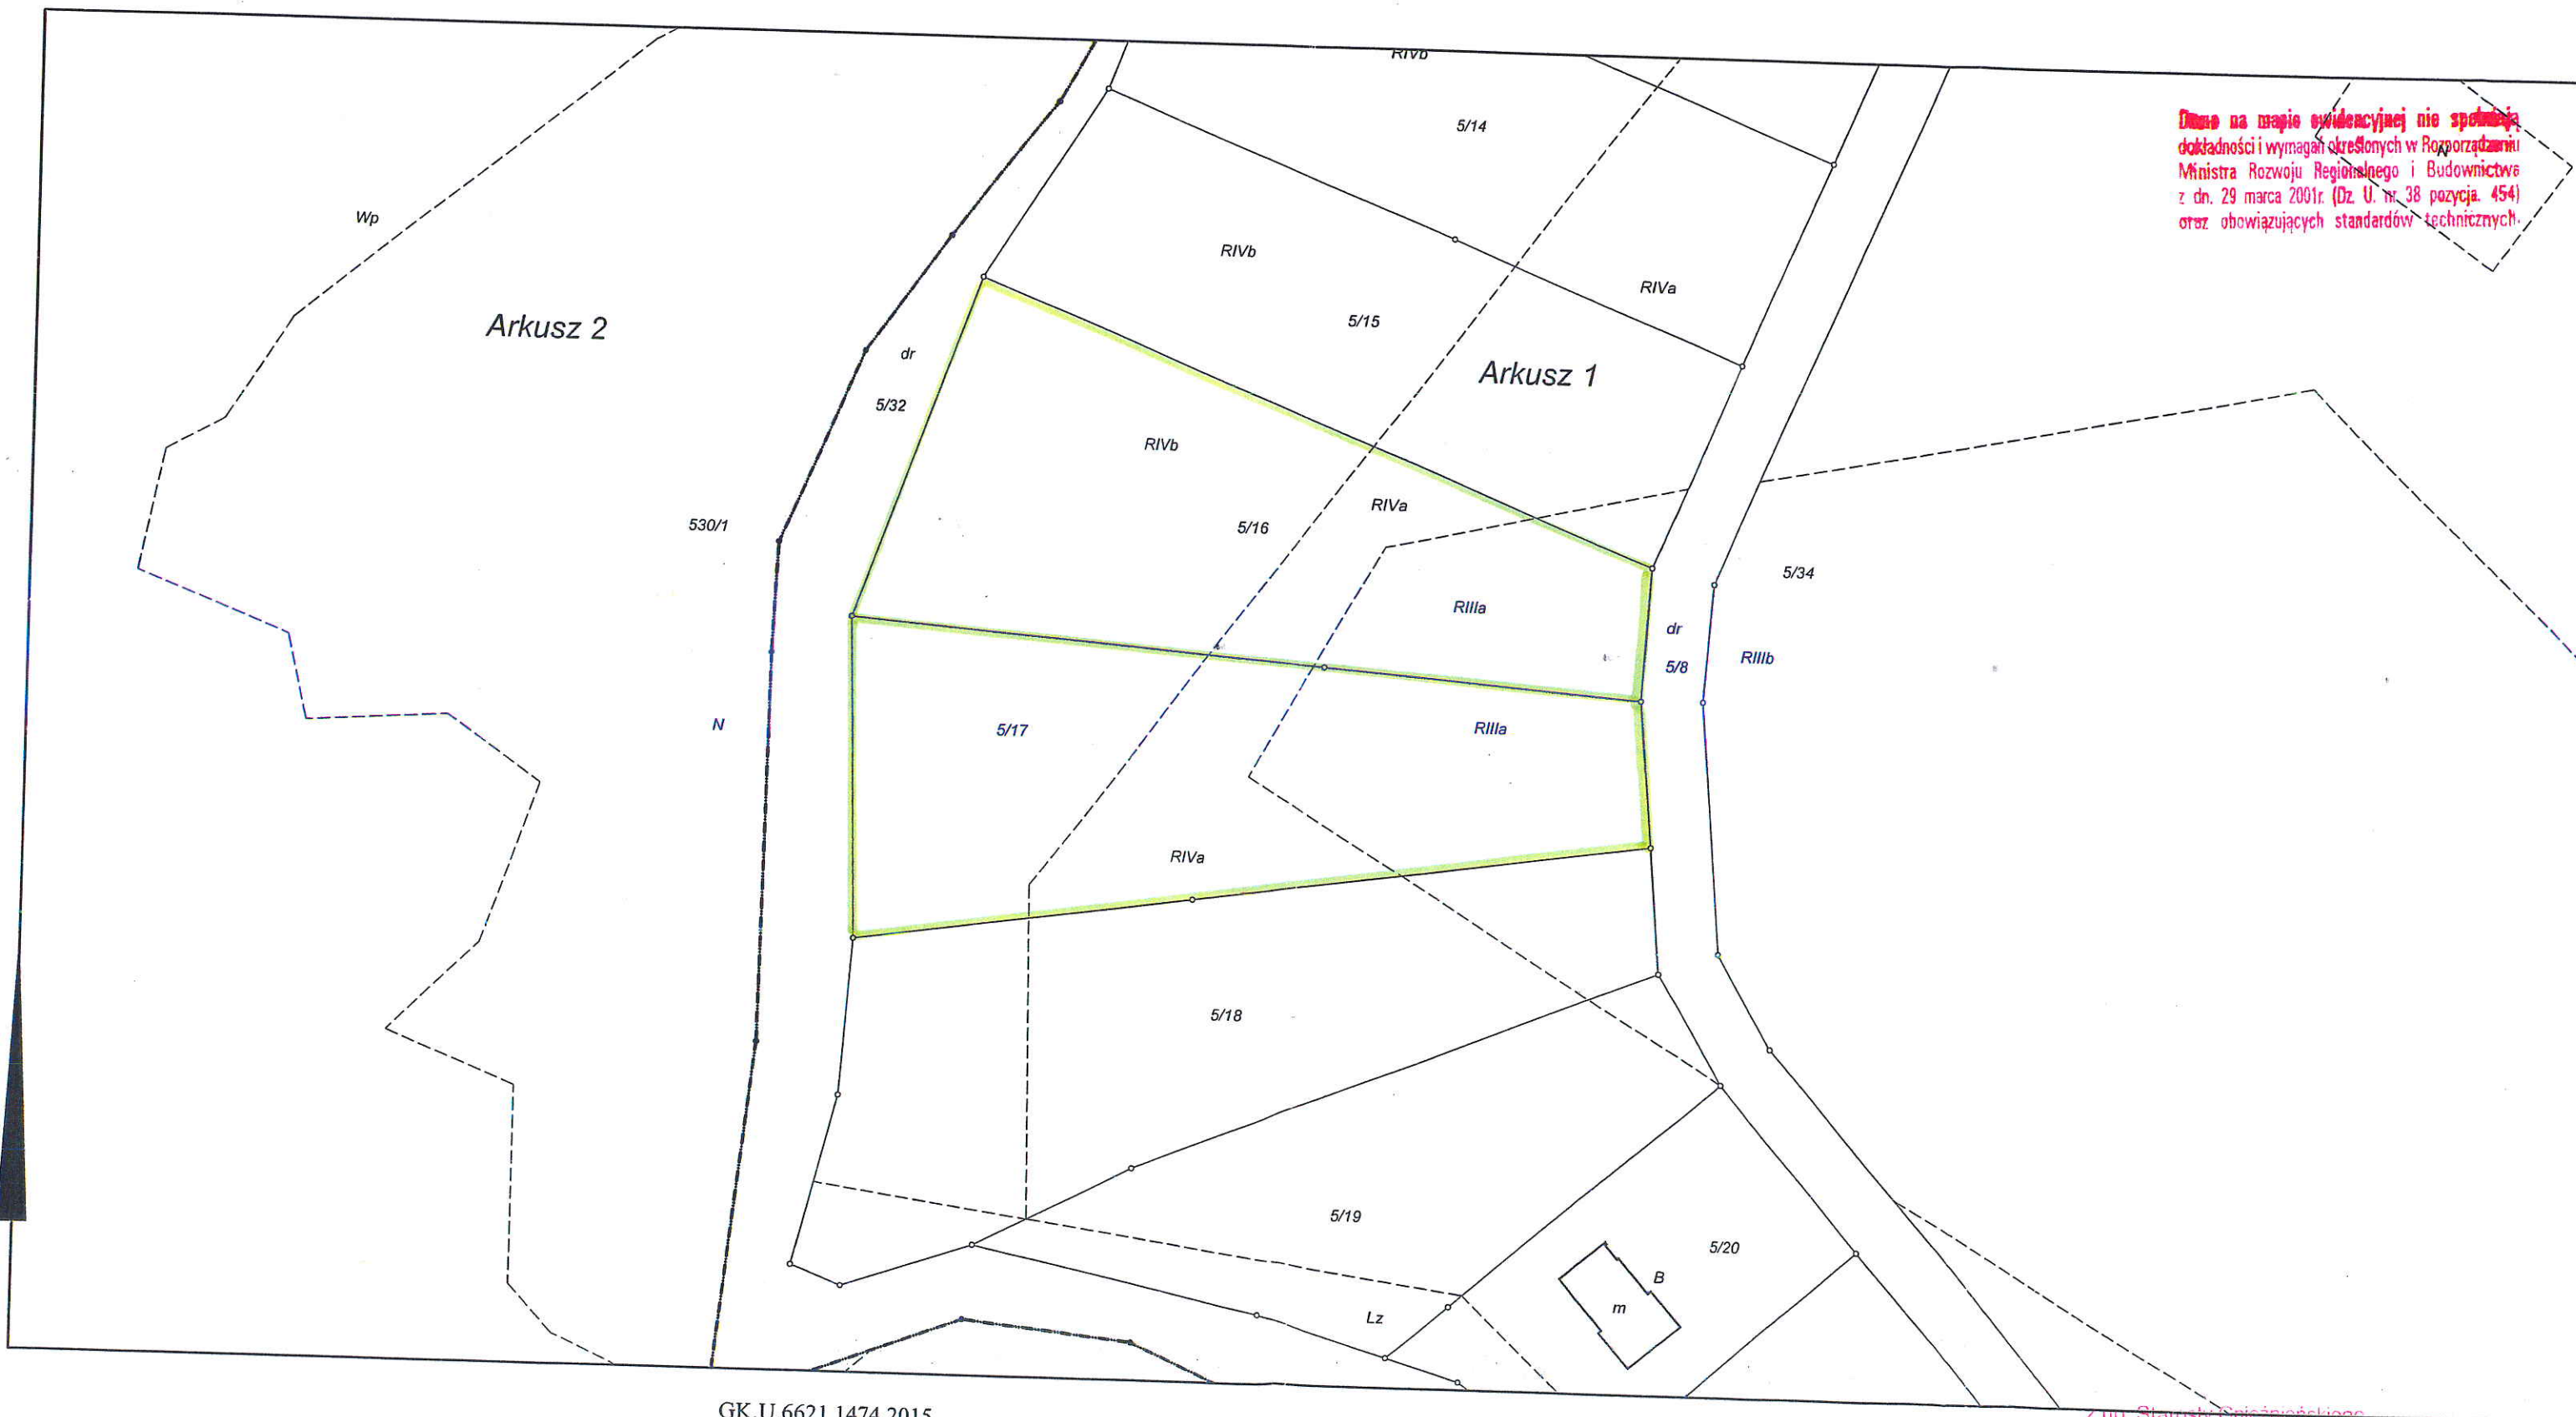 RIVb
5/14
na mapie ewidencyjnej nie spełniają
dokładności i wymagań określonych w Rozporządzeniu
Ministra Rozwoju Regionalnego i Budownictwa
z dn. 29 marca 2001r. (Dz. U. nr 38 pozycja. 454)
oraz obowiązujących standardów technicznych.
N
Wp
RIVb
RIVa
5/15
Arkusz 2
dr
Arkusz 1
5/32
RIVb
RIVa
530/1
5/16
5/34
RIIIa
dr
5/8
RIIIb
N
5/17
RIIIa
RIVa
5/18
5/19
5/20
B
m
Lz
GK.U.6621.1474.2015